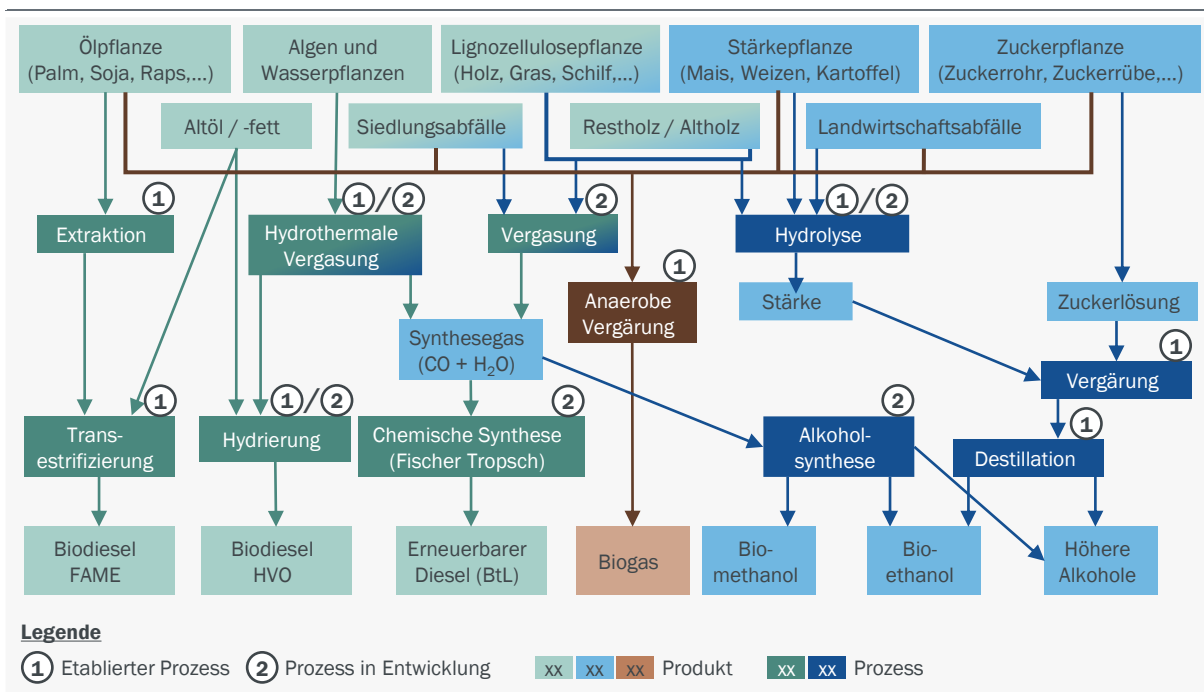 Ölpflanze
(Palm, Soja, Raps,...)
Algen und
Wasserpflanzen
Lignozellulosepflanze
(Holz, Gras, Schilf,...)
Stärkepflanze
(Mais, Weizen, Kartoffel)
Zuckerpflanze
(Zuckerrohr, Zuckerrübe,...)
Altöl / -fett
Siedlungsabfälle
Restholz / Altholz
Landwirtschaftsabfälle
1
Extraktion
1/2
Hydrothermale
Vergasung
2
Vergasung
1/2
Hydrolyse
1
Anaerobe
Vergärung
Stärke
Zuckerlösung
Synthesegas
(CO + H₂O)
1
Vergärung
1
Trans-
estrifizierung
1/2
Hydrierung
2
Chemische Synthese
(Fischer Tropsch)
2
Alkohol-
synthese
1
Destillation
Biodiesel
FAME
Biodiesel
HVO
Erneuerbarer
Diesel (BtL)
Biogas
Bio-
methanol
Bio-
ethanol
Höhere
Alkohole
Legende
1 Etablierter Prozess 2 Prozess in Entwicklung xx xx xx Produkt xx xx Prozess